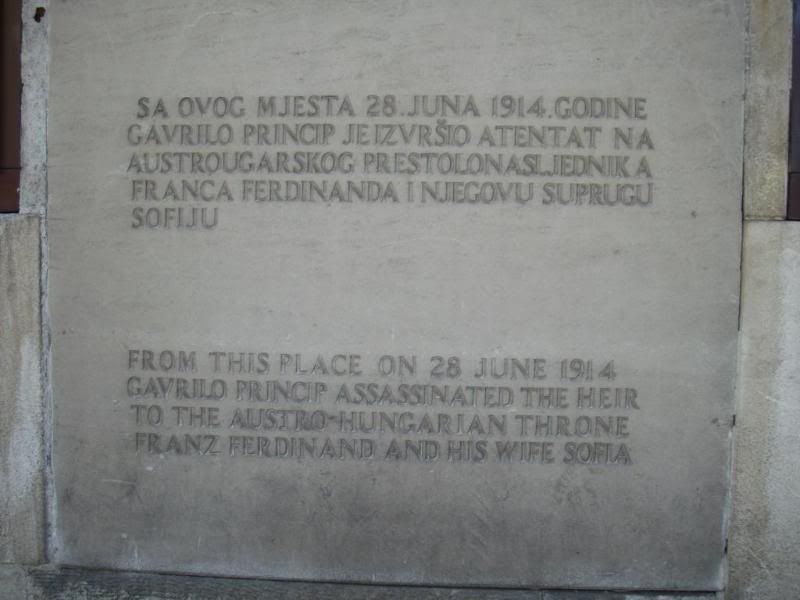 SA OVOG MJESTA 28.JUNA 1914.GODINE
GAVRILO PRINCIP JE IZVRŠIO ATENTAT NA
AUSTROUGARSKOG PRESTOLONASLJEDNIKA
FRANCA FERDINANDA I NJEGOVU SUPRUGU
SOFIJU
FROM THIS PLACE ON 28 JUNE 1914
GAVRILO PRINCIP ASSASSINATED THE HEIR
TO THE AUSTRO-HUNGARIAN THRONE
FRANZ FERDINAND AND HIS WIFE SOFIA